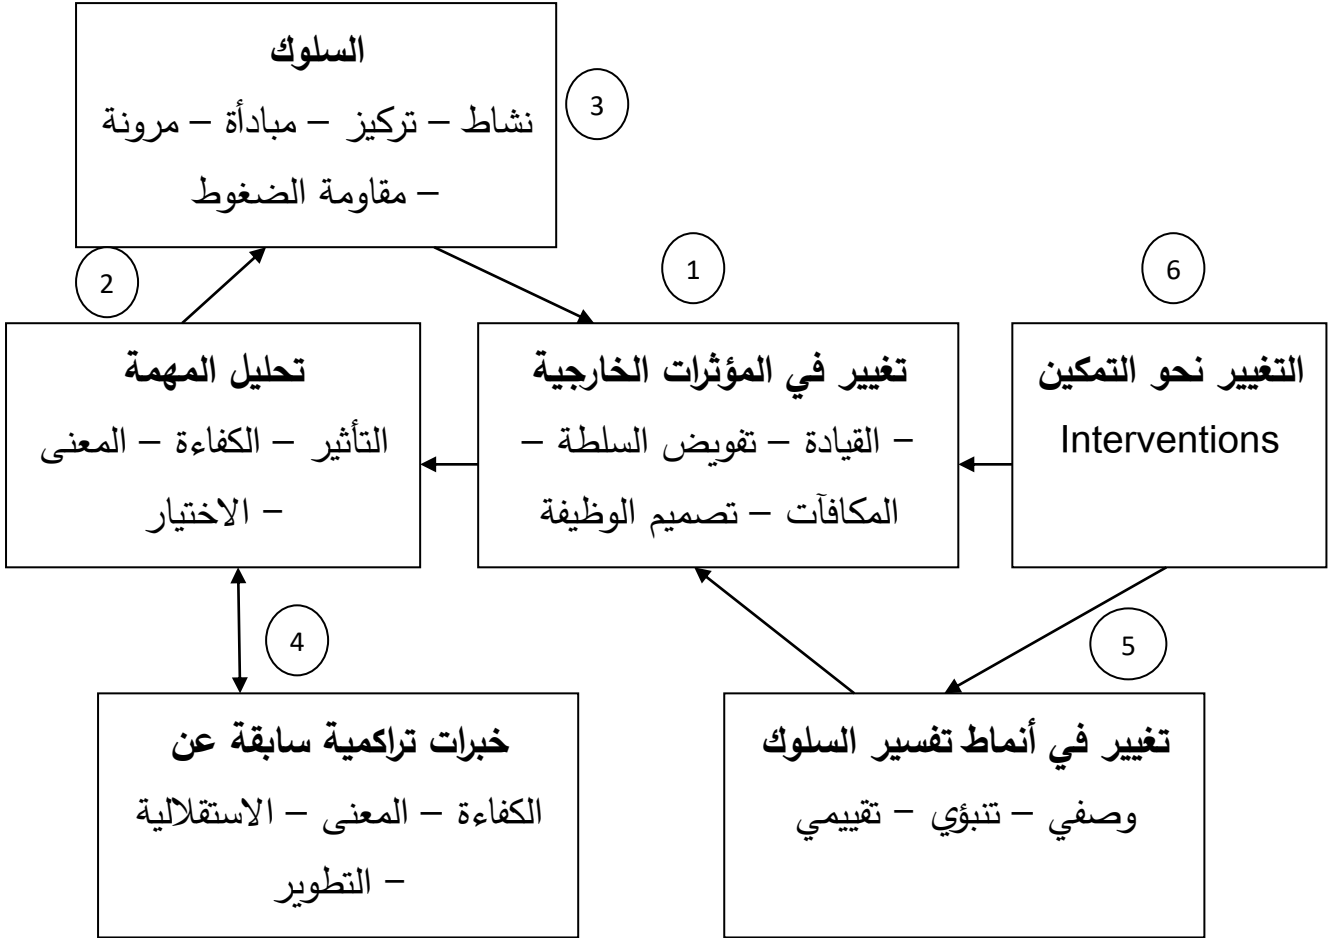 السلوك
نشاط – تركيز – مبادأة – مرونة
– مقاومة الضغوط
3
2
1
6
التغيير نحو التمكين
Interventions
تغيير في المؤثرات الخارجية
– القيادة – تفويض السلطة –
المكافآت – تصميم الوظيفة
تحليل المهمة
التأثير – الكفاءة – المعنى
– الاختيار
4
5
تغيير في أنماط تفسير السلوك
وصفي – تنبؤي – تقييمي
خبرات تراكمية سابقة عن
الكفاءة – المعنى – الاستقلالية
– التطوير